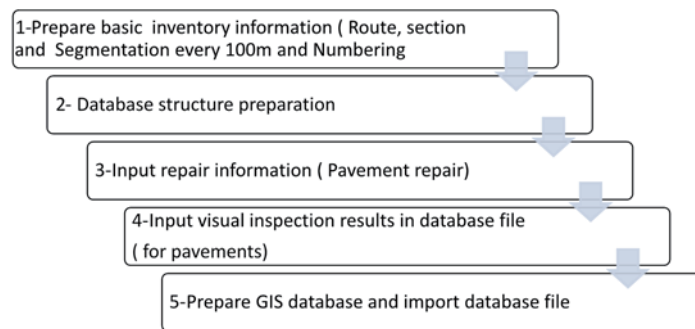 1-Prepare basic inventory information ( Route, section
and Segmentation every 100m and Numbering
2- Database structure preparation
3-Input repair information ( Pavement repair)
4-Input visual inspection results in database file
( for pavements)
5-Prepare GIS database and import database file